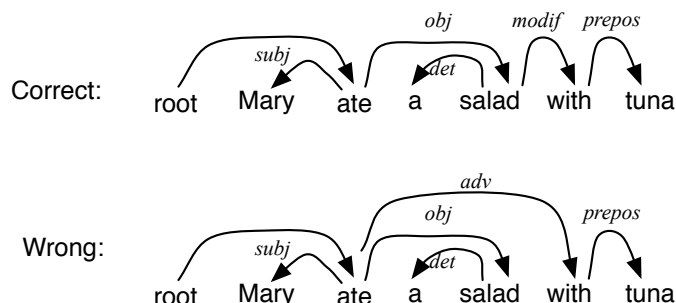 obj modif prepos
subj det
Correct: root Mary ate a salad with tuna
adv
obj prepos
Wrong: subj det
root Mary ate a salad with tuna